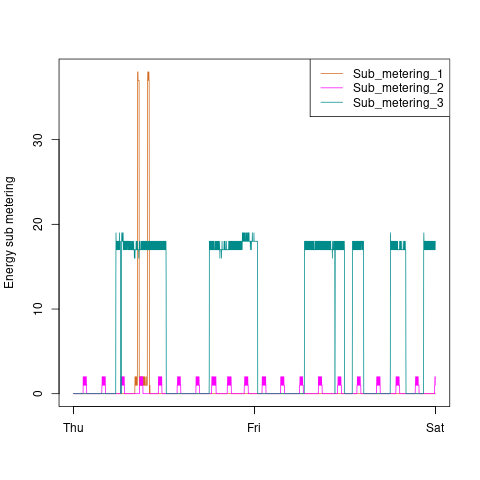 Sub_metering_1
Sub_metering_2
Sub_metering_3
Energy sub metering
30
20
10
0
Thu Fri Sat